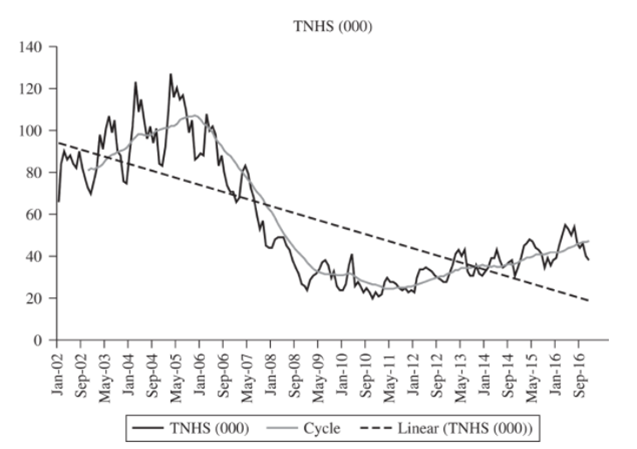 TNHS (000)
140
120
100
80
60
40
20
0
Jan-02
Sep-02
May-03
Jan-04
Sep-04
May-05
Jan-06
Sep-06
May-07
Jan-08
Sep-08
May-09
Jan-10
Sep-10
May-11
Jan-12
Sep-12
May-13
Jan-14
Sep-14
May-15
Jan-16
Sep-16
TNHS (000) Cycle Linear (TNHS (000))